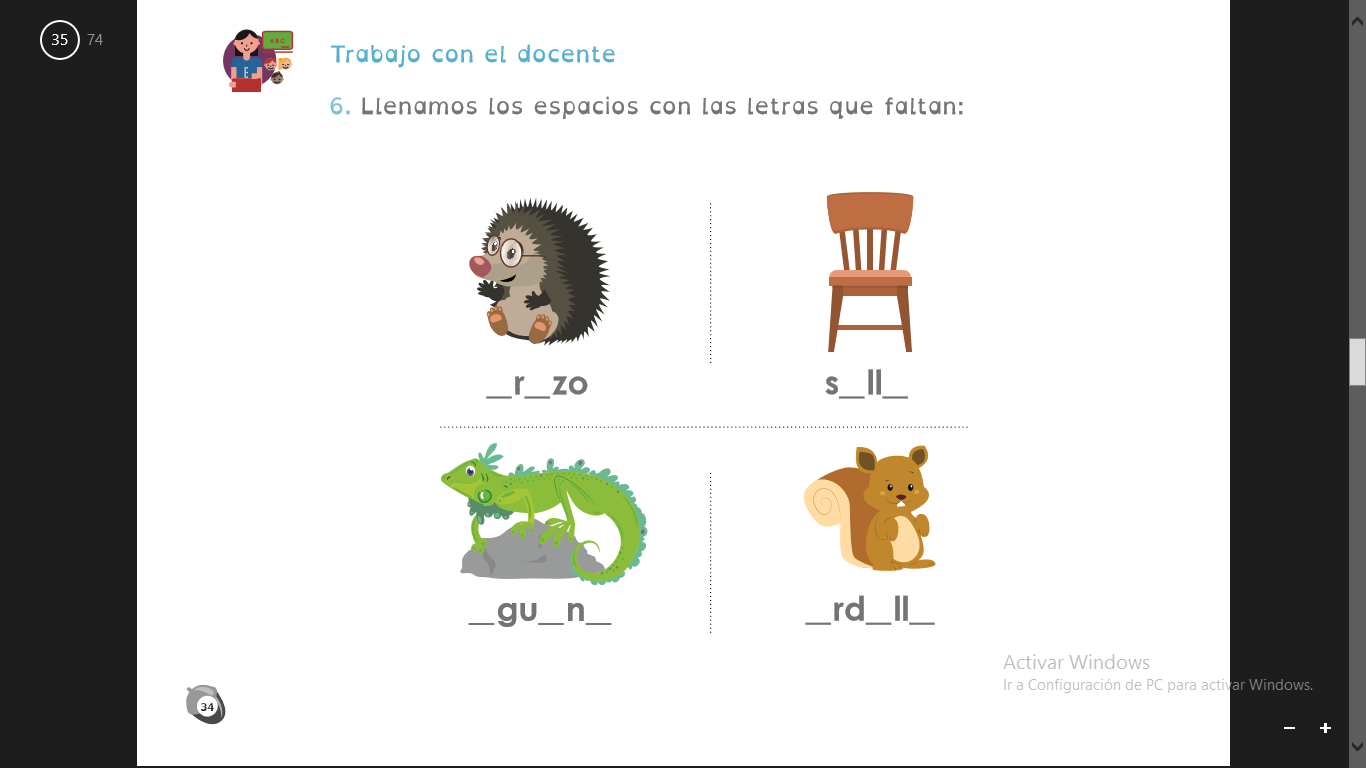 35 74
ABC
E
Trabajo con el docente
6. Llenamos los espacios con las letras que faltan:
__r__zo
s__ll__
__gu__n__
__rd__ll__
Activar Windows
Ir a Configuración de PC para activar Windows.
34